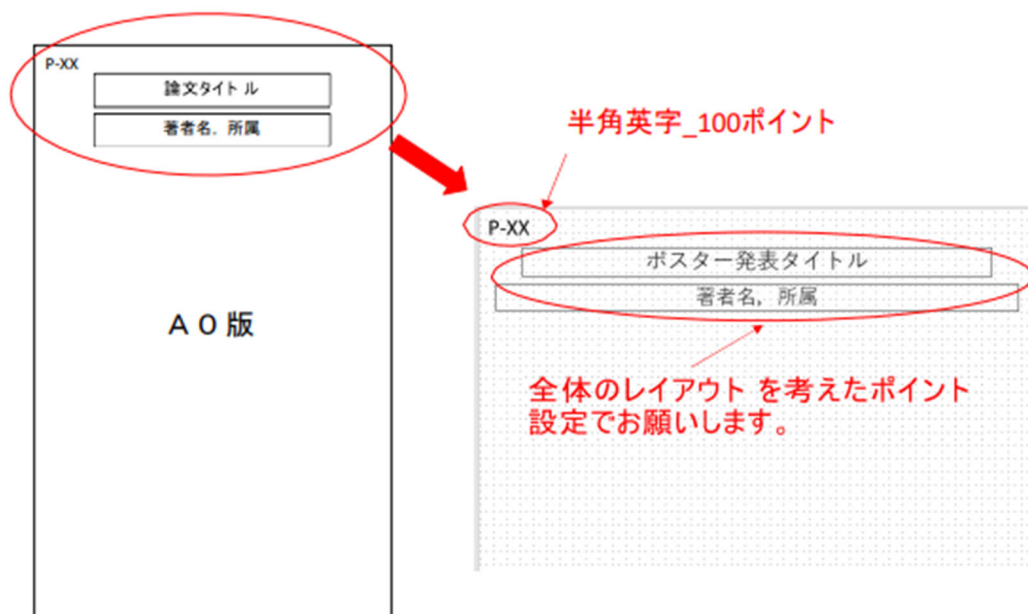 P-XX
論文タイトル
著者名，所属
A0版
半角英字_100ポイント
P-XX
ポスター発表タイトル
著者名，所属
全体のレイアウト を考えたポイント
設定でお願いします。